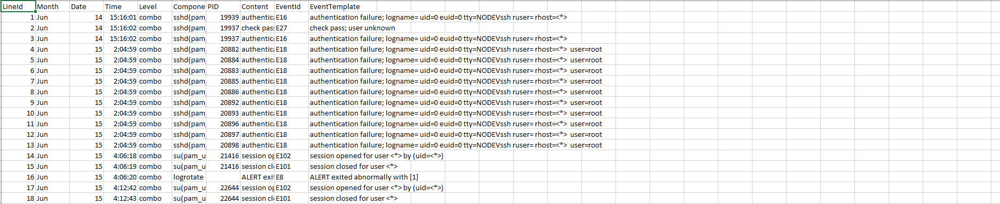 LineId Month Date Time Level Compone PID Content EventId EventTemplate
1 Jun 14 15:16:01 combo sshd(pam_ 19939 authentic E16 authentication failure; logname= uid=0 euid=0 tty=NODEVssh ruser= rhost=<*>
2 Jun 14 15:16:02 combo sshd(pam_ 19937 check pas E27 check pass; user unknown
3 Jun 14 15:16:02 combo sshd(pam_ 19937 authentic E16 authentication failure; logname= uid=0 euid=0 tty=NODEVssh ruser= rhost=<*>
4 Jun 15 2:04:59 combo sshd(pam_ 20882 authentic E18 authentication failure; logname= uid=0 euid=0 tty=NODEVssh ruser= rhost=<*> user=root
5 Jun 15 2:04:59 combo sshd(pam_ 20884 authentic E18 authentication failure; logname= uid=0 euid=0 tty=NODEVssh ruser= rhost=<*> user=root
6 Jun 15 2:04:59 combo sshd(pam_ 20883 authentic E18 authentication failure; logname= uid=0 euid=0 tty=NODEVssh ruser= rhost=<*> user=root
7 Jun 15 2:04:59 combo sshd(pam_ 20885 authentic E18 authentication failure; logname= uid=0 euid=0 tty=NODEVssh ruser= rhost=<*> user=root
8 Jun 15 2:04:59 combo sshd(pam_ 20886 authentic E18 authentication failure; logname= uid=0 euid=0 tty=NODEVssh ruser= rhost=<*> user=root
9 Jun 15 2:04:59 combo sshd(pam_ 20892 authentic E18 authentication failure; logname= uid=0 euid=0 tty=NODEVssh ruser= rhost=<*> user=root
10 Jun 15 2:04:59 combo sshd(pam_ 20893 authentic E18 authentication failure; logname= uid=0 euid=0 tty=NODEVssh ruser= rhost=<*> user=root
11 Jun 15 2:04:59 combo sshd(pam_ 20896 authentic E18 authentication failure; logname= uid=0 euid=0 tty=NODEVssh ruser= rhost=<*> user=root
12 Jun 15 2:04:59 combo sshd(pam_ 20897 authentic E18 authentication failure; logname= uid=0 euid=0 tty=NODEVssh ruser= rhost=<*> user=root
13 Jun 15 2:04:59 combo sshd(pam_ 20898 authentic E18 authentication failure; logname= uid=0 euid=0 tty=NODEVssh ruser= rhost=<*> user=root
14 Jun 15 4:06:18 combo su(pam_u 21416 session op E102 session opened for user <*> by (uid=<*>)
15 Jun 15 4:06:19 combo su(pam_u 21416 session cl E101 session closed for user <*>
16 Jun 15 4:06:20 combo logrotate ALERT exit E8 ALERT exited abnormally with [1]
17 Jun 15 4:12:42 combo su(pam_u 22644 session op E102 session opened for user <*> by (uid=<*>)
18 Jun 15 4:12:43 combo su(pam_u 22644 session cl E101 session closed for user <*>